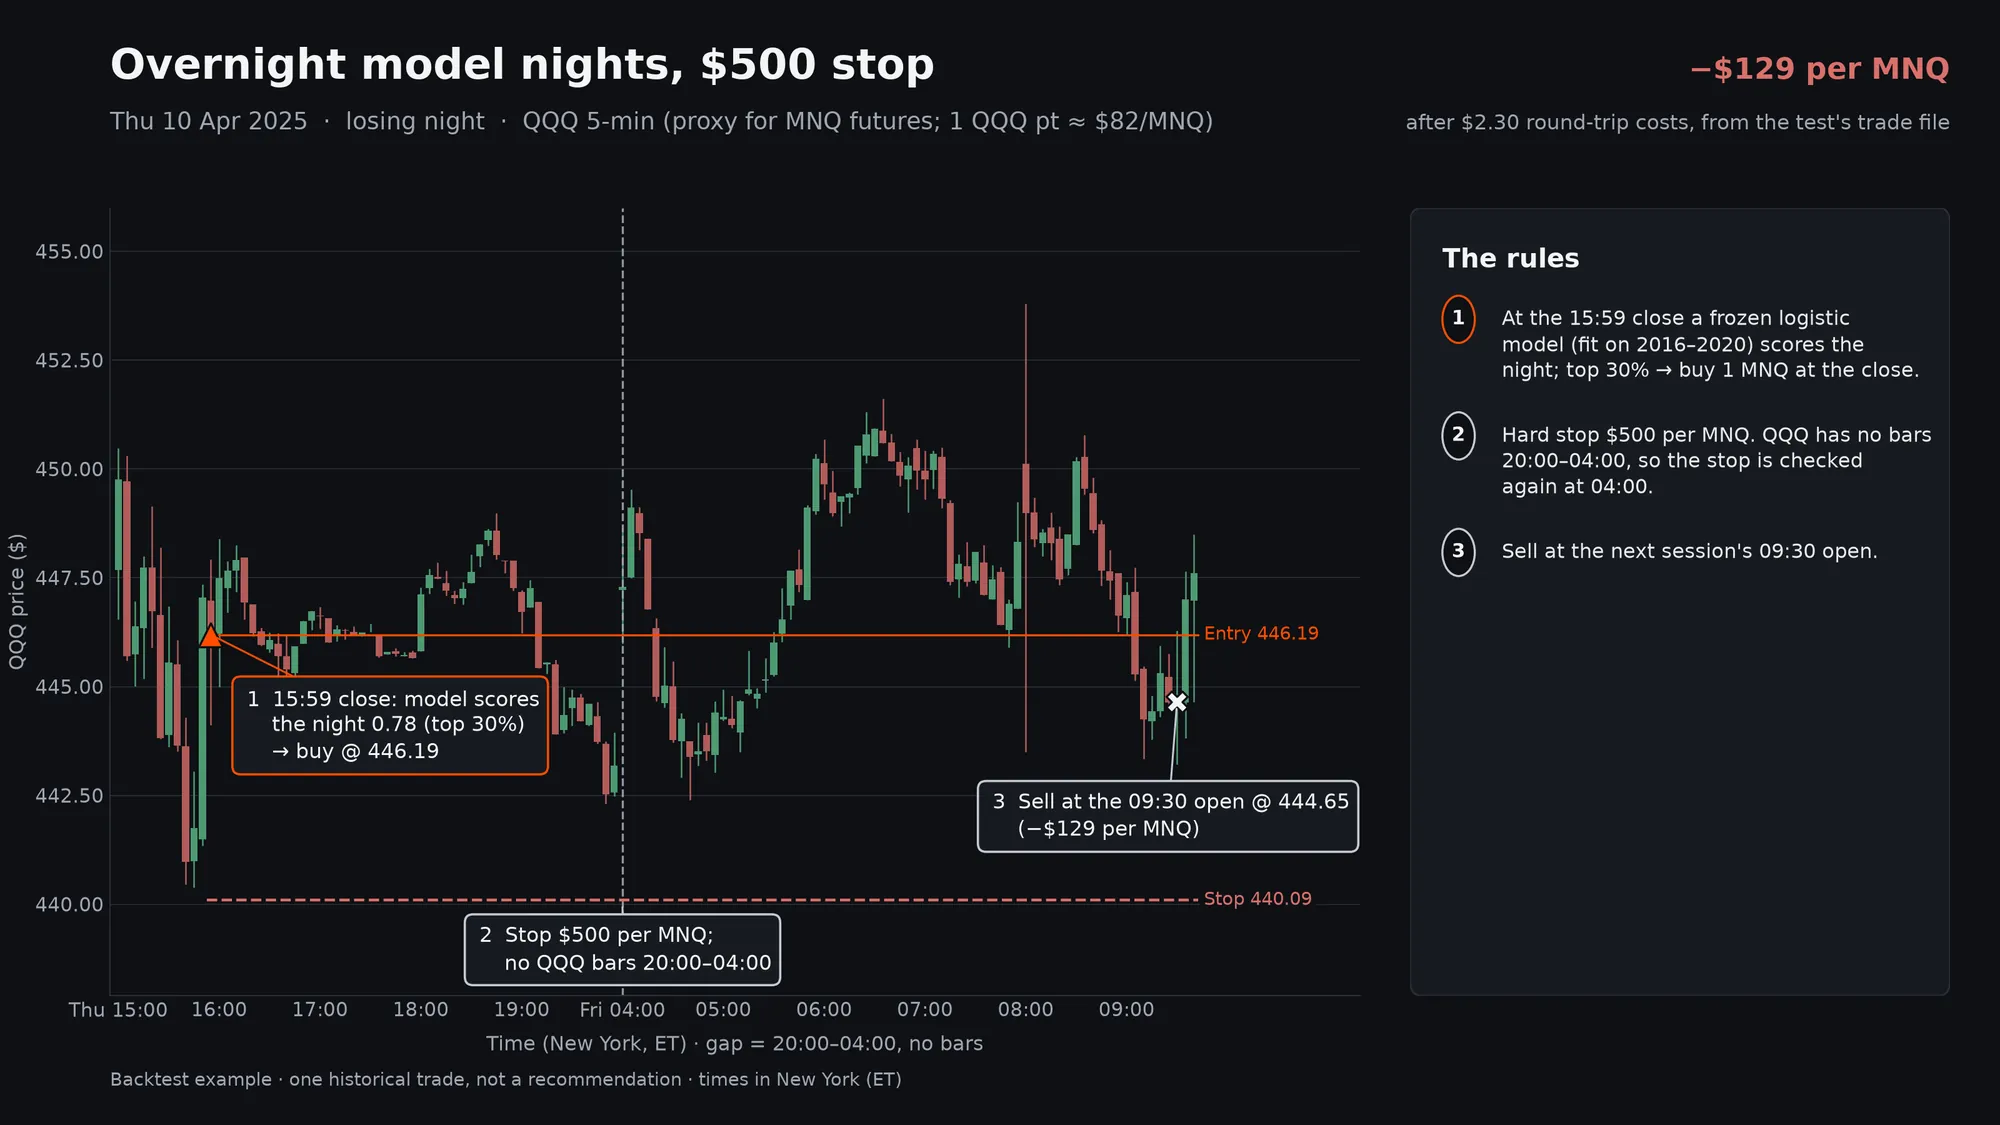 Overnight model nights, $500 stop
−$129 per MNQ
Thu 10 Apr 2025 · losing night · QQQ 5-min (proxy for MNQ futures; 1 QQQ pt ≈ $82/MNQ)
after $2.30 round-trip costs, from the test's trade file
QQQ price ($)
455.00
452.50
450.00
447.50
445.00
442.50
440.00
Entry 446.19
1 15:59 close: model scores
the night 0.78 (top 30%)
→ buy @ 446.19
3 Sell at the 09:30 open @ 444.65
(−$129 per MNQ)
Stop 440.09
2 Stop $500 per MNQ;
no QQQ bars 20:00–04:00
Thu 15:00 16:00 17:00 18:00 19:00 Fri 04:00 05:00 06:00 07:00 08:00 09:00
Time (New York, ET) · gap = 20:00–04:00, no bars
The rules
1 At the 15:59 close a frozen logistic
model (fit on 2016–2020) scores the
night; top 30% → buy 1 MNQ at the close.
2 Hard stop $500 per MNQ. QQQ has no bars
20:00–04:00, so the stop is checked
again at 04:00.
3 Sell at the next session's 09:30 open.
Backtest example · one historical trade, not a recommendation · times in New York (ET)